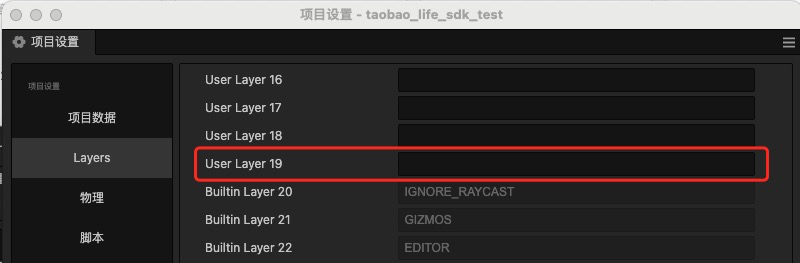 项目设置 - taobao_life_sdk_test
项目设置
项目设置
User Layer 16
项目数据
User Layer 17
User Layer 18
Layers
User Layer 19
物理
Builtin Layer 20 IGNORE_RAYCAST
Builtin Layer 21 GIZMOS
脚本
Builtin Layer 22 EDITOR